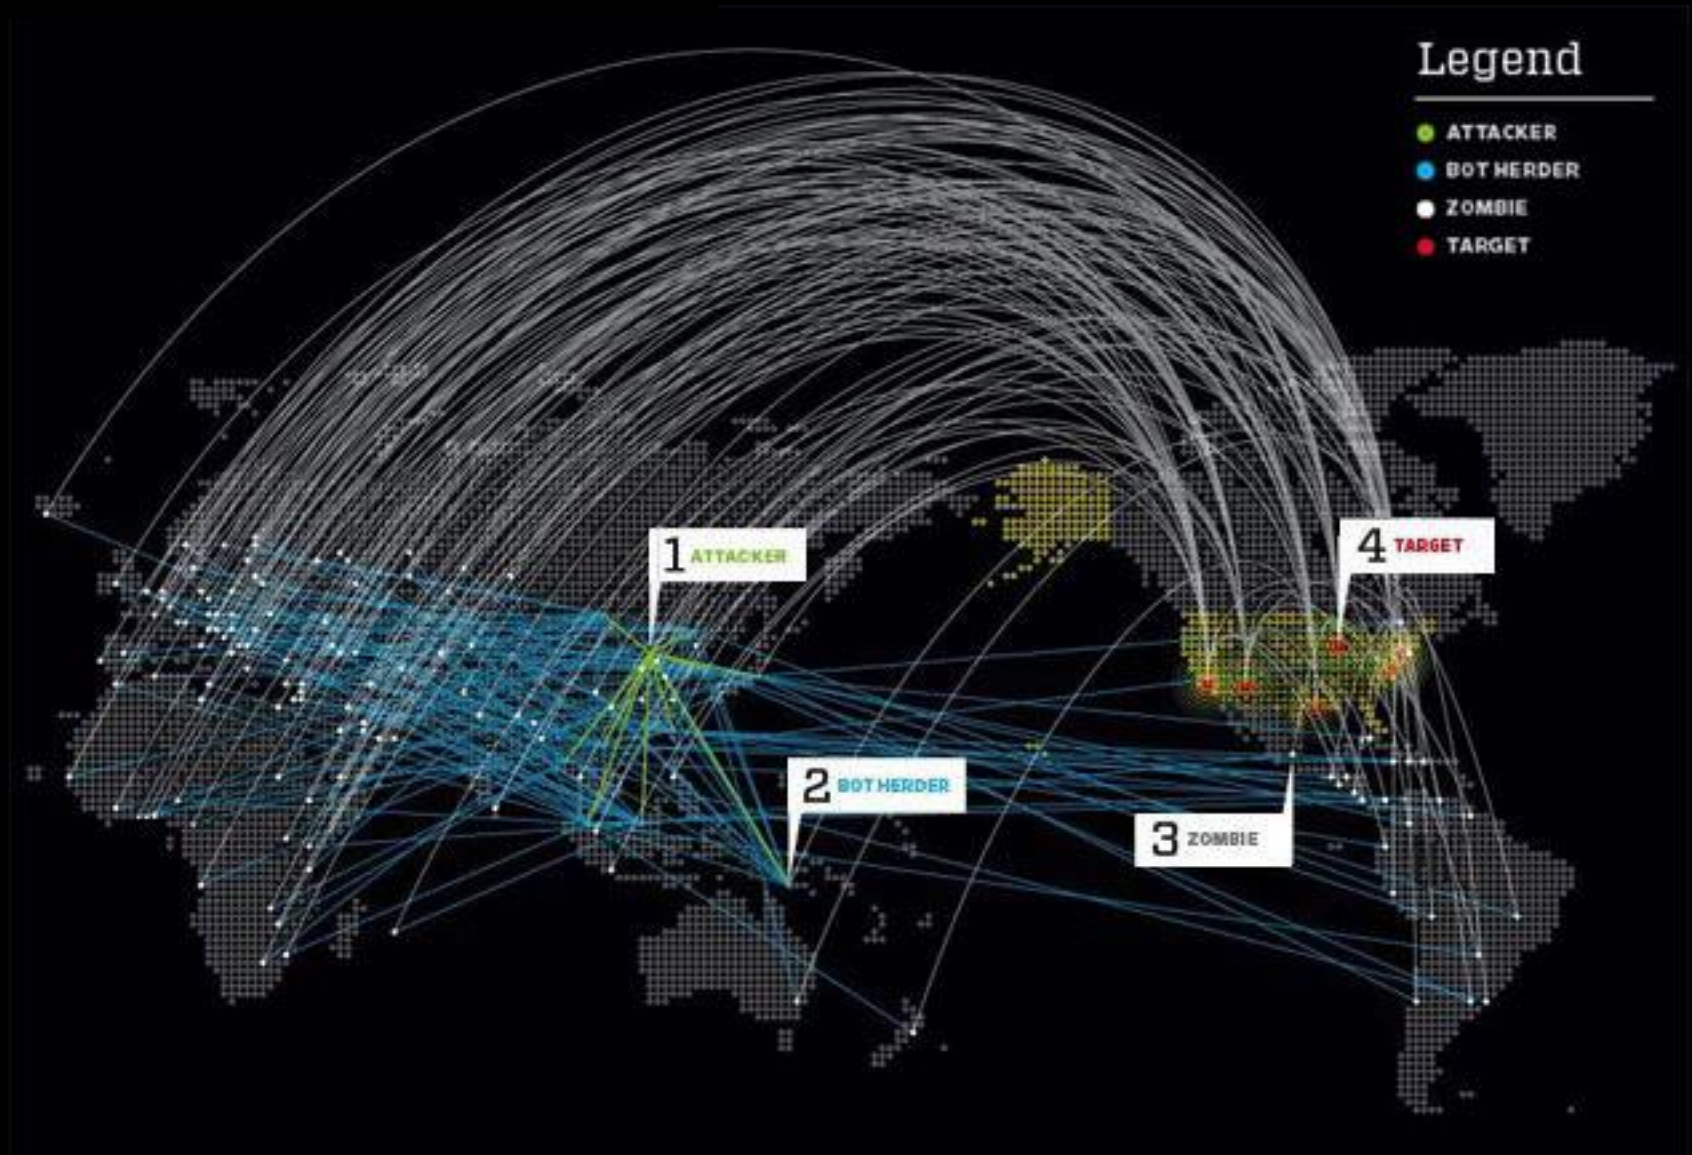 Legend
ATTACKER
BOT HERDER
ZOMBIE
TARGET
1 ATTACKER
4 TARGET
2 BOT HERDER
3 ZOMBIE